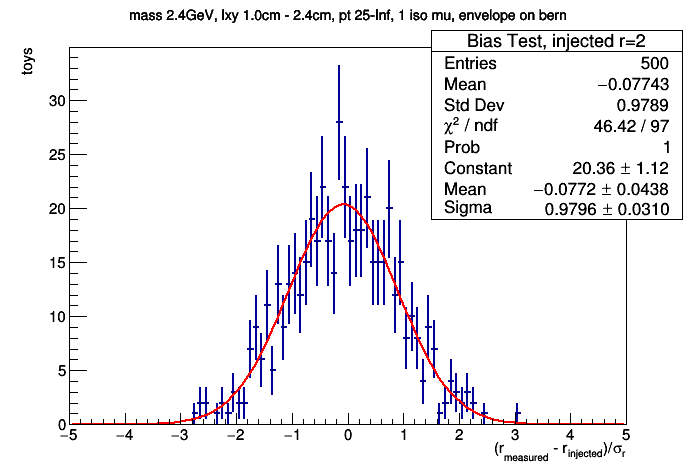 mass 2.4GeV, lxy 1.0cm - 2.4cm, pt 25-Inf, 1 iso mu, envelope on bern
Bias Test, injected r=2
Entries 500
Mean −0.07743
Std Dev 0.9789
χ² / ndf 46.42 / 97
Prob 1
Constant 20.36 ± 1.12
Mean −0.0772 ± 0.0438
Sigma 0.9796 ± 0.0310
toys
30
25
20
15
10
5
0
−5 −4 −3 −2 −1 0 1 2 3 4 5
(r_measured - r_injected)/σ_r